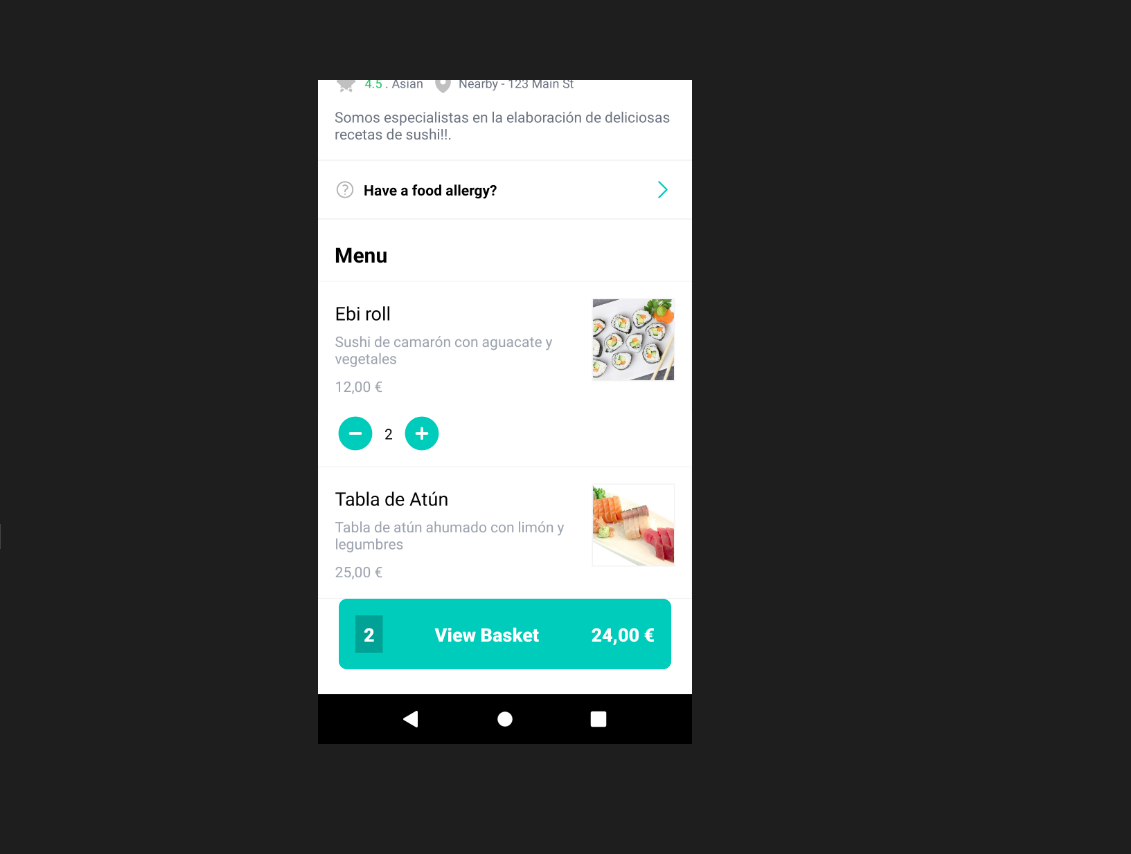 4.5 . Asian Nearby - 123 Main St
Somos especialistas en la elaboración de deliciosas
recetas de sushi!!.
Have a food allergy?
Menu
Ebi roll
Sushi de camarón con aguacate y
vegetales
12,00 €
2
Tabla de Atún
Tabla de atún ahumado con limón y
legumbres
25,00 €
2 View Basket 24,00 €